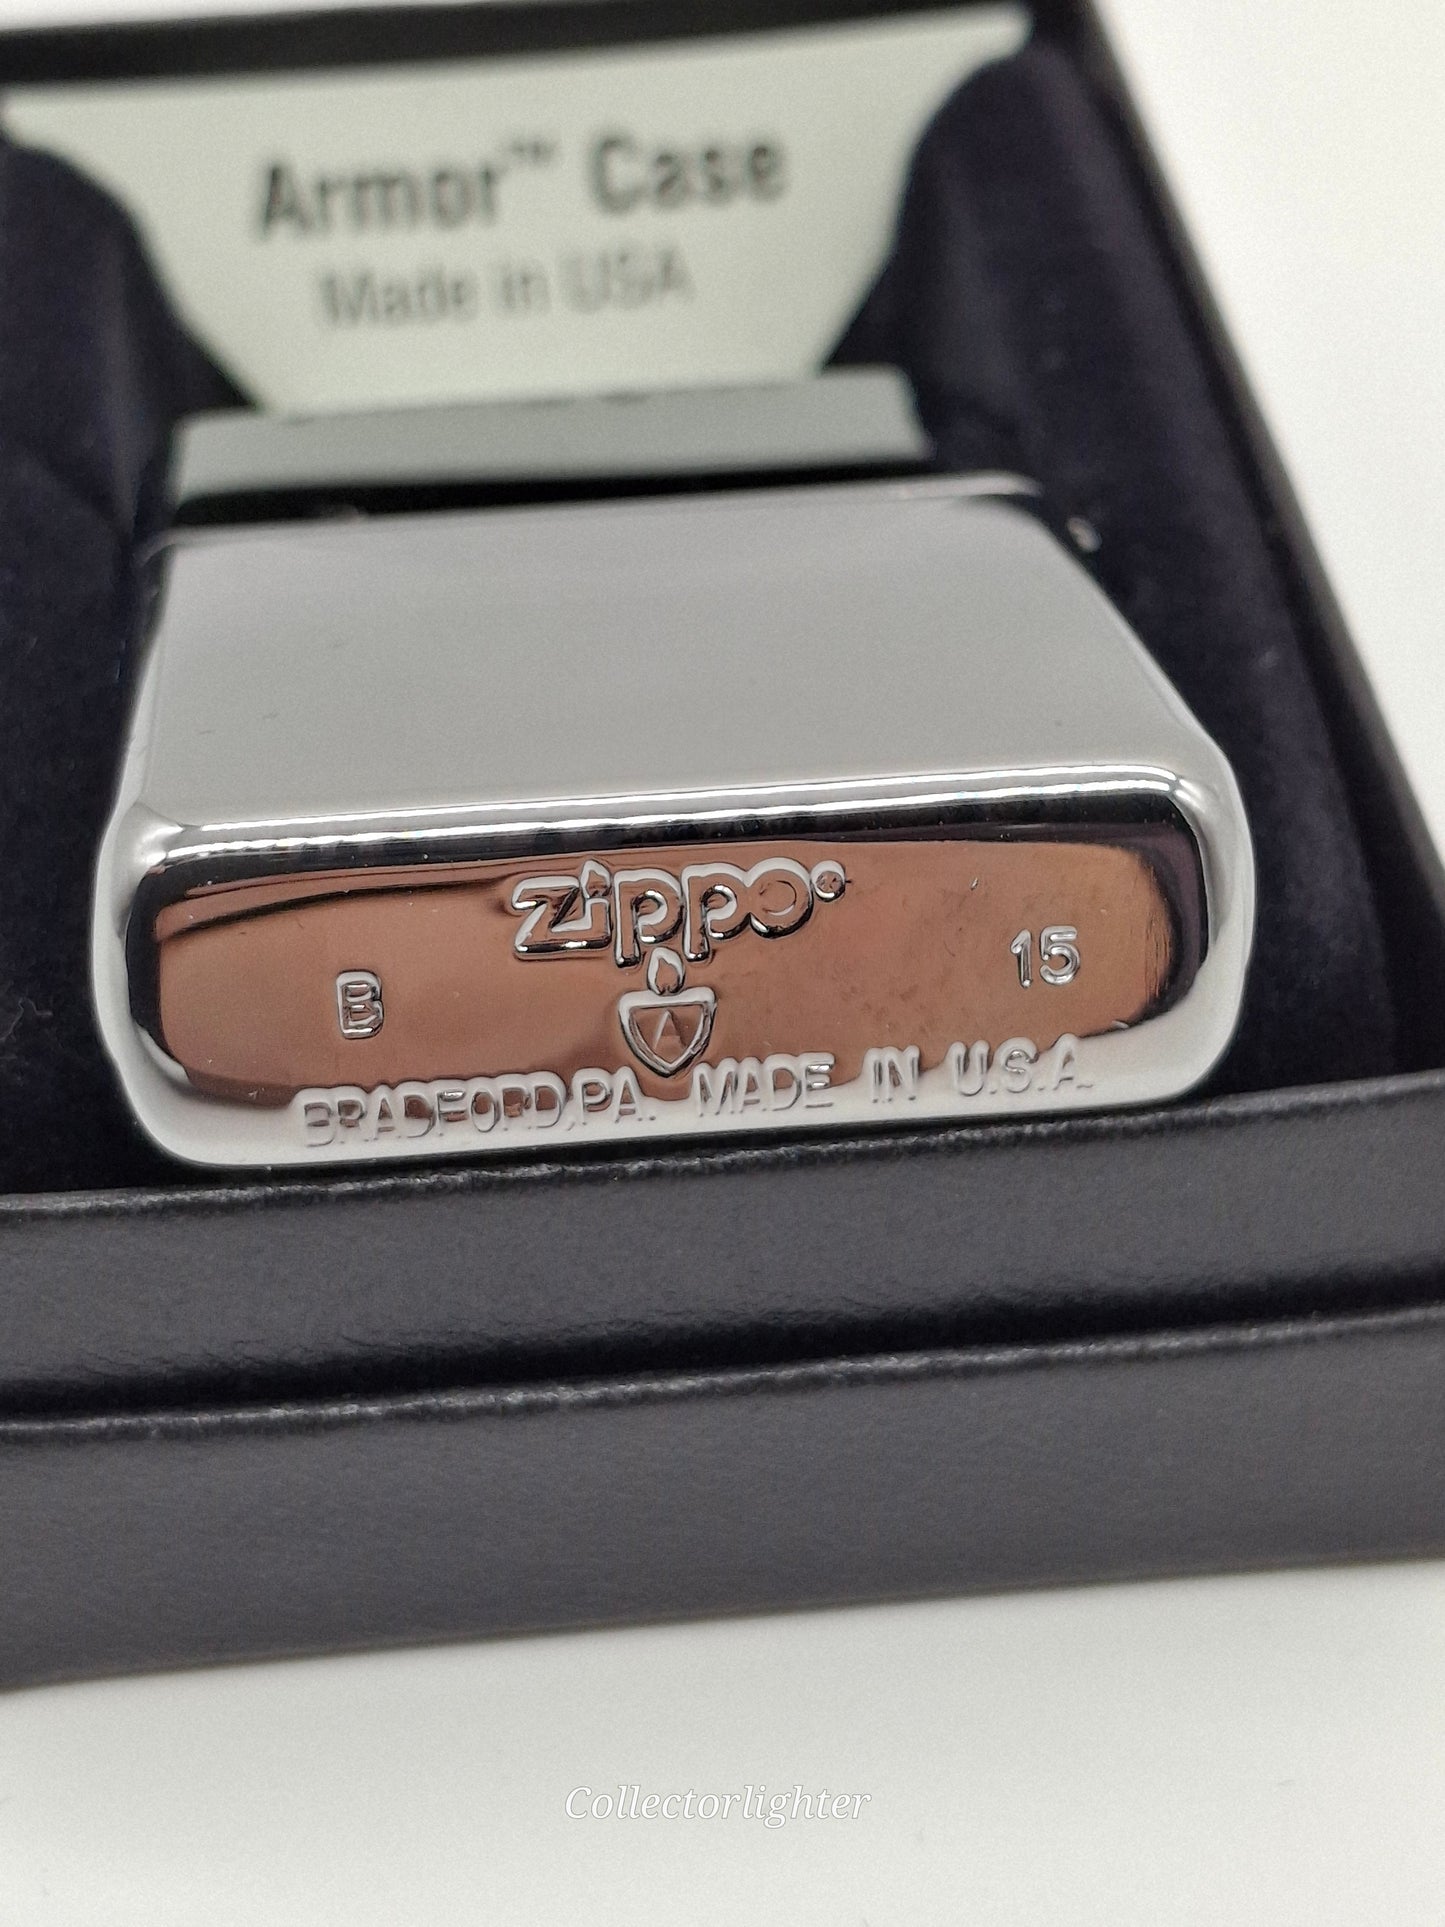 Armor™ Case
Made in USA
zippo®
B
15
A
BRADFORD,PA. MADE IN U.S.A.
Collectorlighter